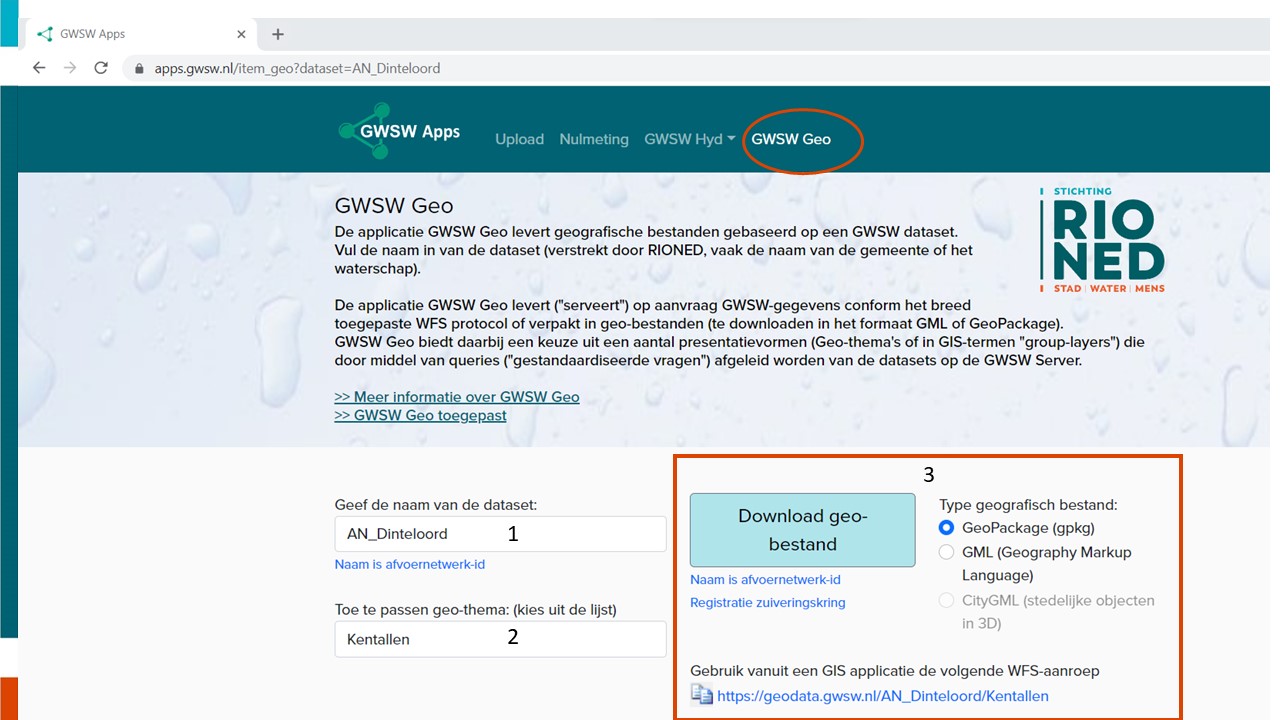 GWSW Apps
apps.gwsw.nl/item_geo?dataset=AN_Dinteloord
GWSW Apps
Upload Nulmeting GWSW Hyd GWSW Geo
GWSW Geo
De applicatie GWSW Geo levert geografische bestanden gebaseerd op een GWSW dataset.
Vul de naam in van de dataset (verstrekt door RIONED, vaak de naam van de gemeente of het
waterschap).
De applicatie GWSW Geo levert ("serveert") op aanvraag GWSW-gegevens conform het breed
toegepaste WFS protocol of verpakt in geo-bestanden (te downloaden in het formaat GML of GeoPackage).
GWSW Geo biedt daarbij een keuze uit een aantal presentatievormen (Geo-thema's of in GIS-termen "group-layers") die
door middel van queries ("gestandaardiseerde vragen") afgeleid worden van de datasets op de GWSW Server.
>> Meer informatie over GWSW Geo
>> GWSW Geo toegepast
STICHTING
RIO
NED
STAD | WATER | MENS
Geef de naam van de dataset:
AN_Dinteloord 1
Naam is afvoernetwerk-id
Toe te passen geo-thema: (kies uit de lijst)
Kentallen 2
3
Download geo-
bestand
Naam is afvoernetwerk-id
Registratie zuiveringskring
Type geografisch bestand:
GeoPackage (gpkg)
GML (Geography Markup
Language)
CityGML (stedelijke objecten
in 3D)
Gebruik vanuit een GIS applicatie de volgende WFS-aanroep
https://geodata.gwsw.nl/AN_Dinteloord/Kentallen